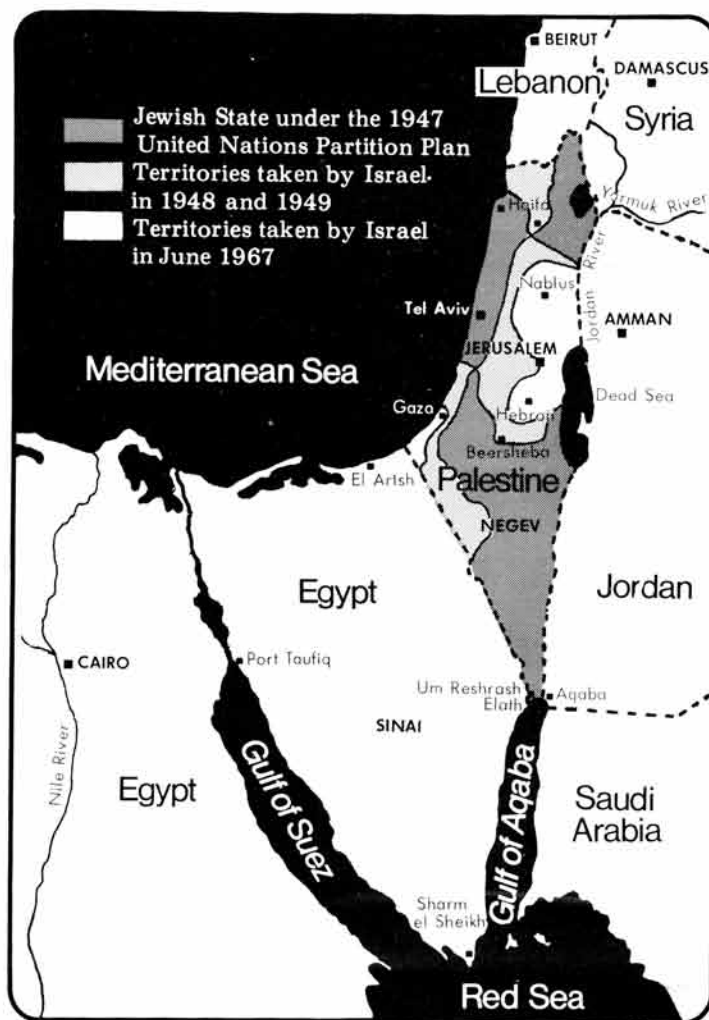 BEIRUT
Lebanon
DAMASCUS
Syria
Jewish State under the 1947
United Nations Partition Plan
Territories taken by Israel.
in 1948 and 1949
Territories taken by Israel
in June 1967
Haifa
Yarmuk River
Jordan River
Nablus
Tel Aviv
AMMAN
JERUSALEM
Mediterranean Sea
Dead Sea
Gaza
Hebron
Beersheba
El Artsh
Palestine
NEGEV
Egypt
Jordan
CAIRO
Port Taufiq
Um Reshrash
Elath
Aqaba
SINAI
Nile River
Egypt
Gulf of Suez
Gulf of Aqaba
Saudi
Arabia
Sharm
el Sheikh
Red Sea